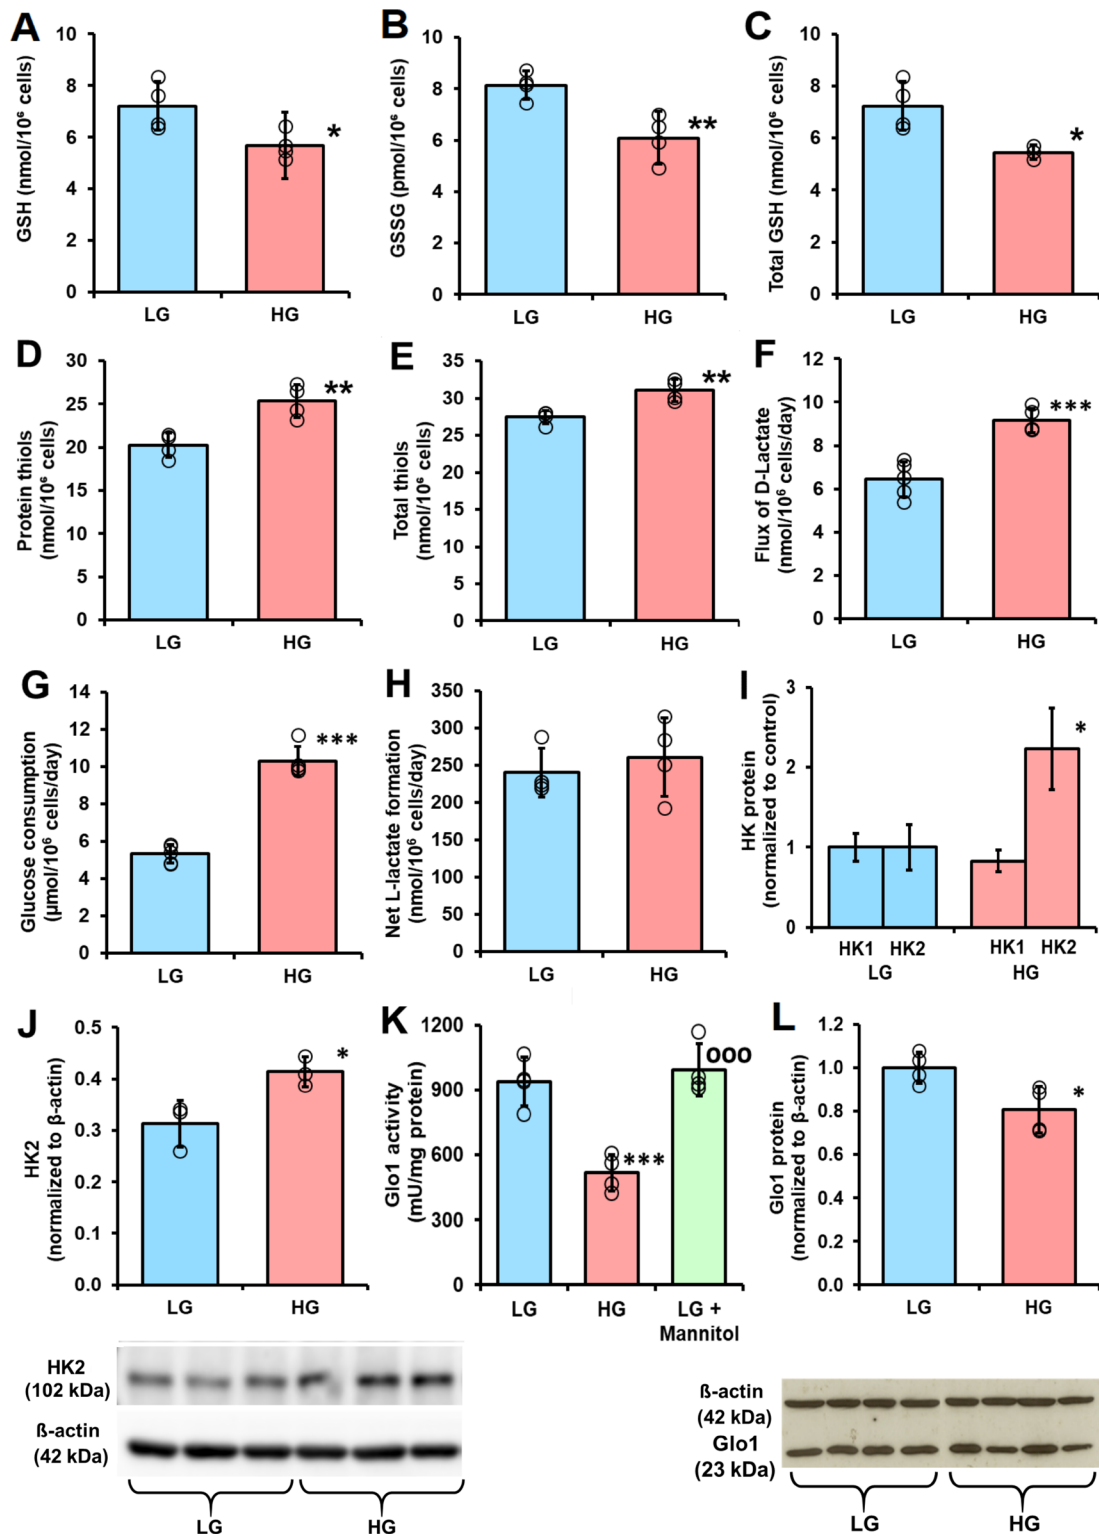 A
GSH (nmol/10⁶ cells)
10
8
6
4
2
0
*
LG
HG
B
GSSG (pmol/10⁶ cells)
10
8
6
4
2
0
**
LG
HG
C
Total GSH (nmol/10⁶ cells)
10
8
6
4
2
0
*
LG
HG
D
Protein thiols
(nmol/10⁶ cells)
30
25
20
15
10
5
0
**
LG
HG
E
Total thiols
(nmol/10⁶ cells)
35
30
25
20
15
10
5
0
**
LG
HG
F
Flux of D-Lactate
(nmol/10⁶ cells/day)
12
10
8
6
4
2
0
***
LG
HG
G
Glucose consumption
(µmol/10⁶ cells/day)
14
12
10
8
6
4
2
0
***
LG
HG
H
Net L-lactate formation
(nmol/10⁶ cells/day)
350
300
250
200
150
100
50
0
LG
HG
I
HK protein
(normalized to control)
3
2
1
0
*
HK1 HK2 HK1 HK2
LG
HG
J
HK2
(normalized to β-actin)
0.5
0.4
0.3
0.2
0.1
0.0
*
LG
HG
HK2
(102 kDa)
ß-actin
(42 kDa)
LG
HG
K
Glo1 activity
(mU/mg protein)
1200
900
600
300
0
***
ooo
LG
HG
LG +
Mannitol
L
Glo1 protein
(normalized to β-actin)
1.2
1.0
0.8
0.6
0.4
0.2
0.0
*
LG
HG
ß-actin
(42 kDa)
Glo1
(23 kDa)
LG
HG